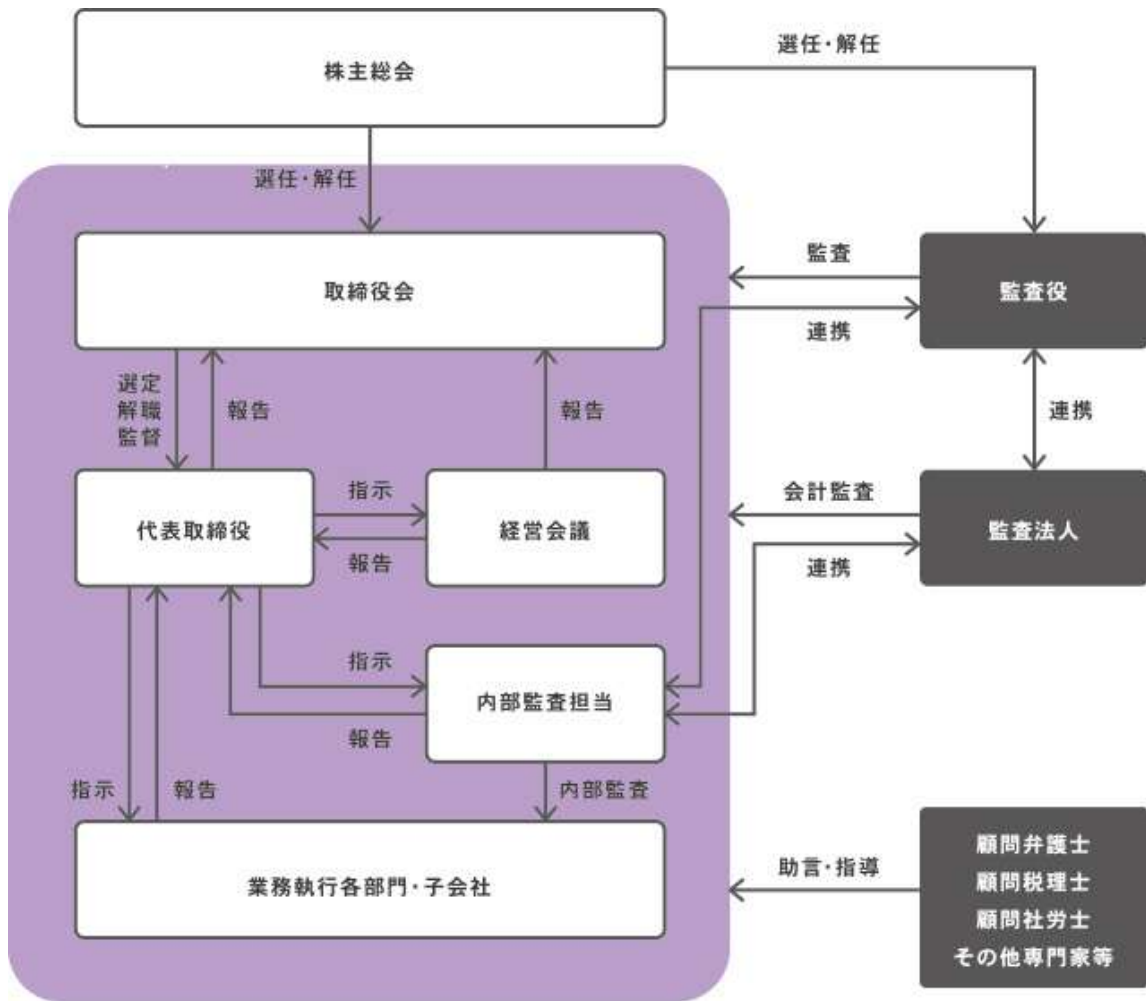 株主総会
選任・解任
選任・解任
取締役会
監査
監査役
連携
選定
解職
監督
報告
報告
連携
代表取締役
指示
報告
経営会議
会計監査
監査法人
連携
指示
報告
内部監査担当
指示
報告
内部監査
業務執行各部門・子会社
助言・指導
顧問弁護士
顧問税理士
顧問社労士
その他専門家等